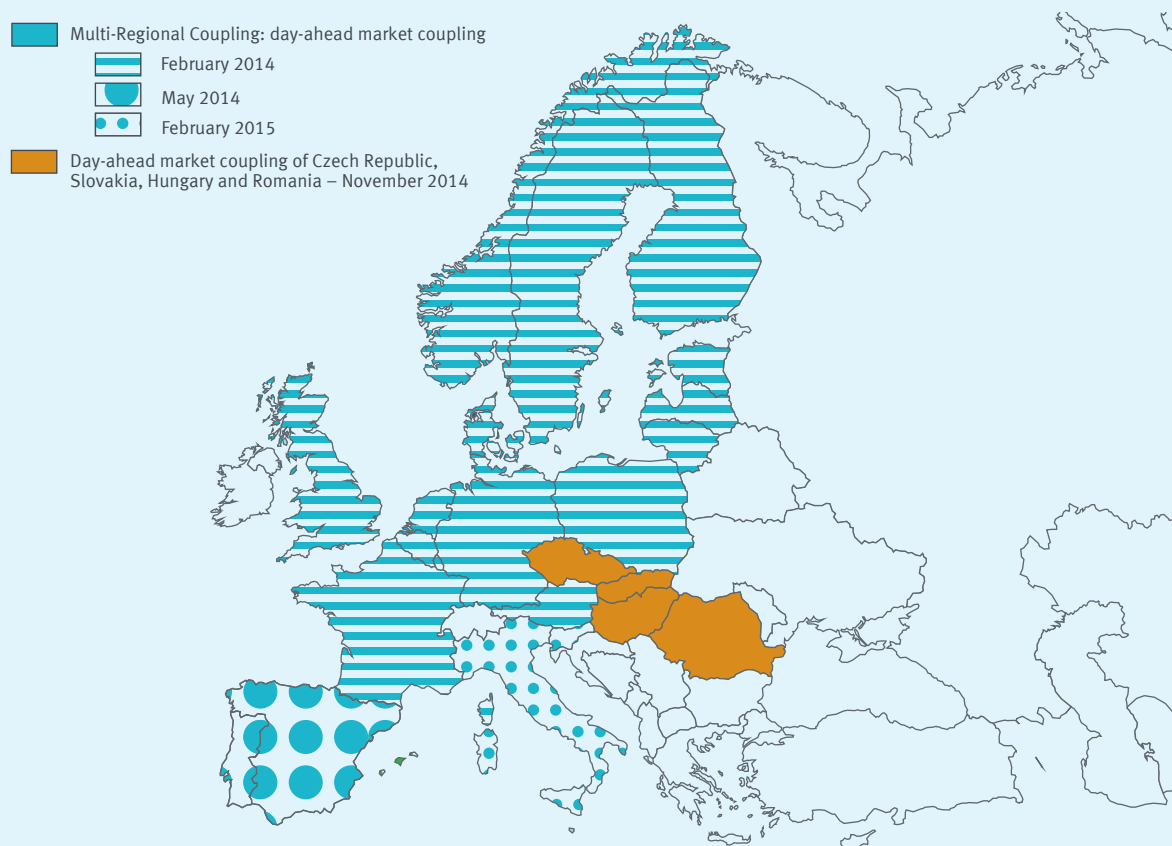 Multi-Regional Coupling: day-ahead market coupling
February 2014
May 2014
February 2015
Day-ahead market coupling of Czech Republic,
Slovakia, Hungary and Romania – November 2014